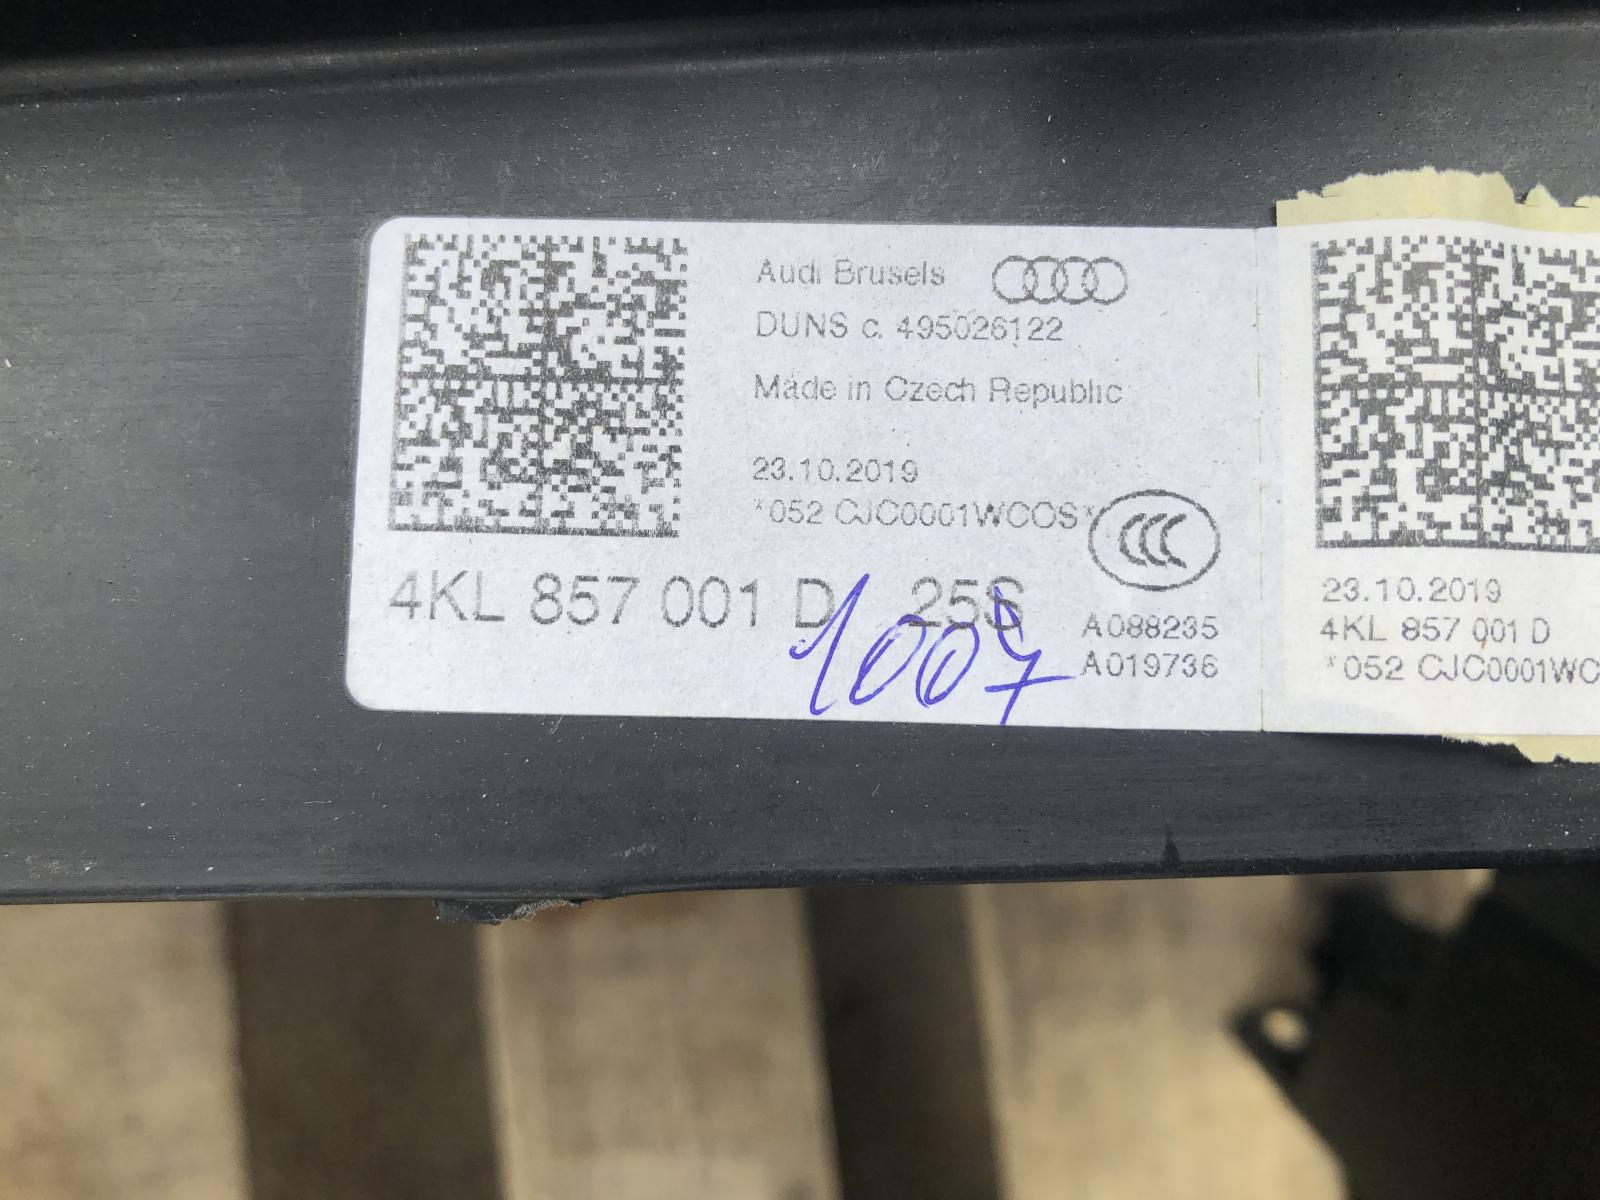 Audi Brusels
DUNS c. 495026122
Made in Czech Republic
23.10.2019
*052 CJC0001WCOS*
CCC
4KL 857 001 D 25S
1007
A088235
A019736
23.10.2019
4KL 857 001 D
*052 CJC0001WC